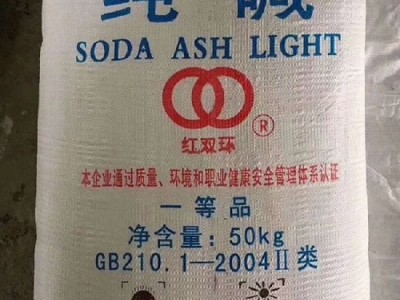 纯碱
SODA ASH LIGHT
红双环 ®
本企业通过质量、环境和职业健康安全管理体系认证
一等品
净含量：50kg
GB210.1—2004Ⅱ类